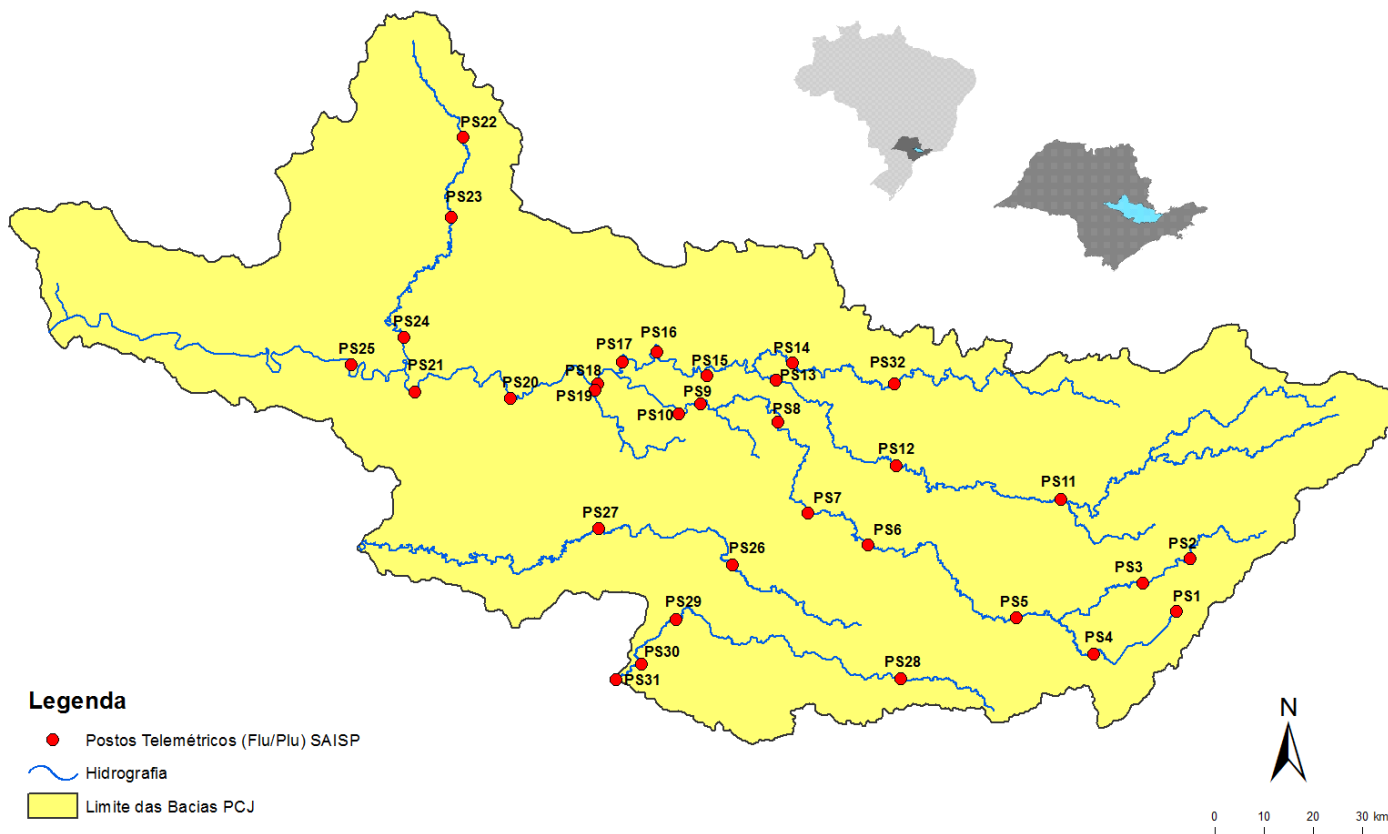 PS22
PS23
PS24
PS25
PS21
PS20
PS18
PS19
PS17
PS16
PS15
PS14
PS13
PS32
PS9
PS10
PS8
PS12
PS11
PS7
PS6
PS27
PS26
PS2
PS3
PS1
PS5
PS4
PS29
PS30
PS31
PS28
Legenda
Postos Telemétricos (Flu/Plu) SAISP
Hidrografia
Limite das Bacias PCJ
N
0 10 20 30 km